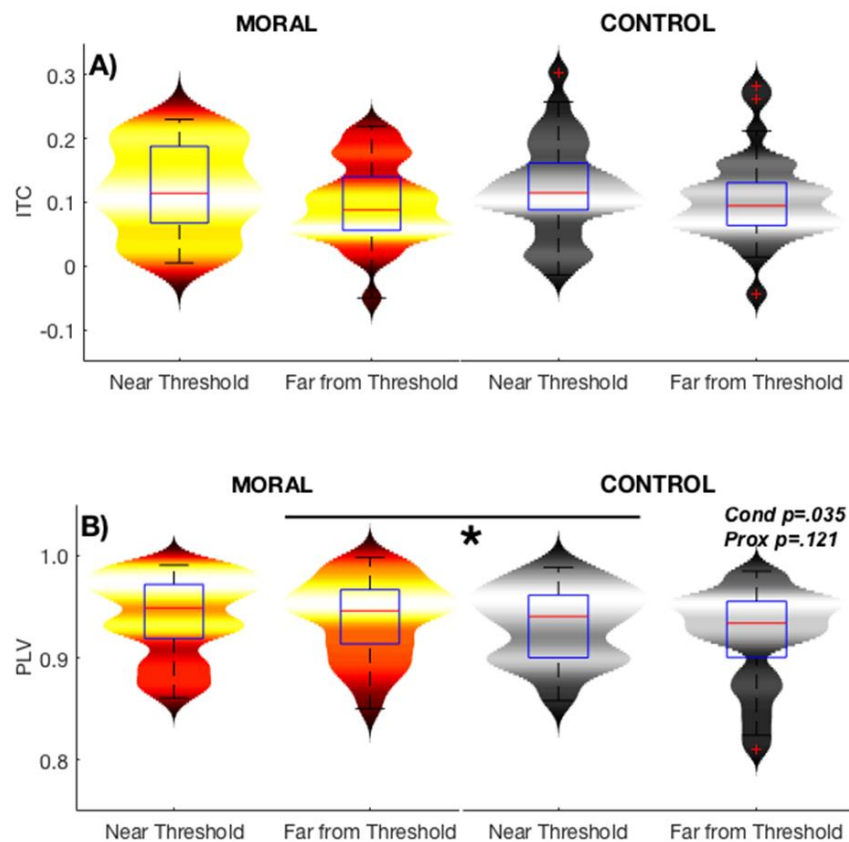 MORAL CONTROL
A)
0.3
0.2
0.1
0
-0.1
ITC
Near Threshold Far from Threshold Near Threshold Far from Threshold
MORAL CONTROL
B)
*
Cond p=.035
Prox p=.121
1.0
0.9
0.8
PLV
Near Threshold Far from Threshold Near Threshold Far from Threshold